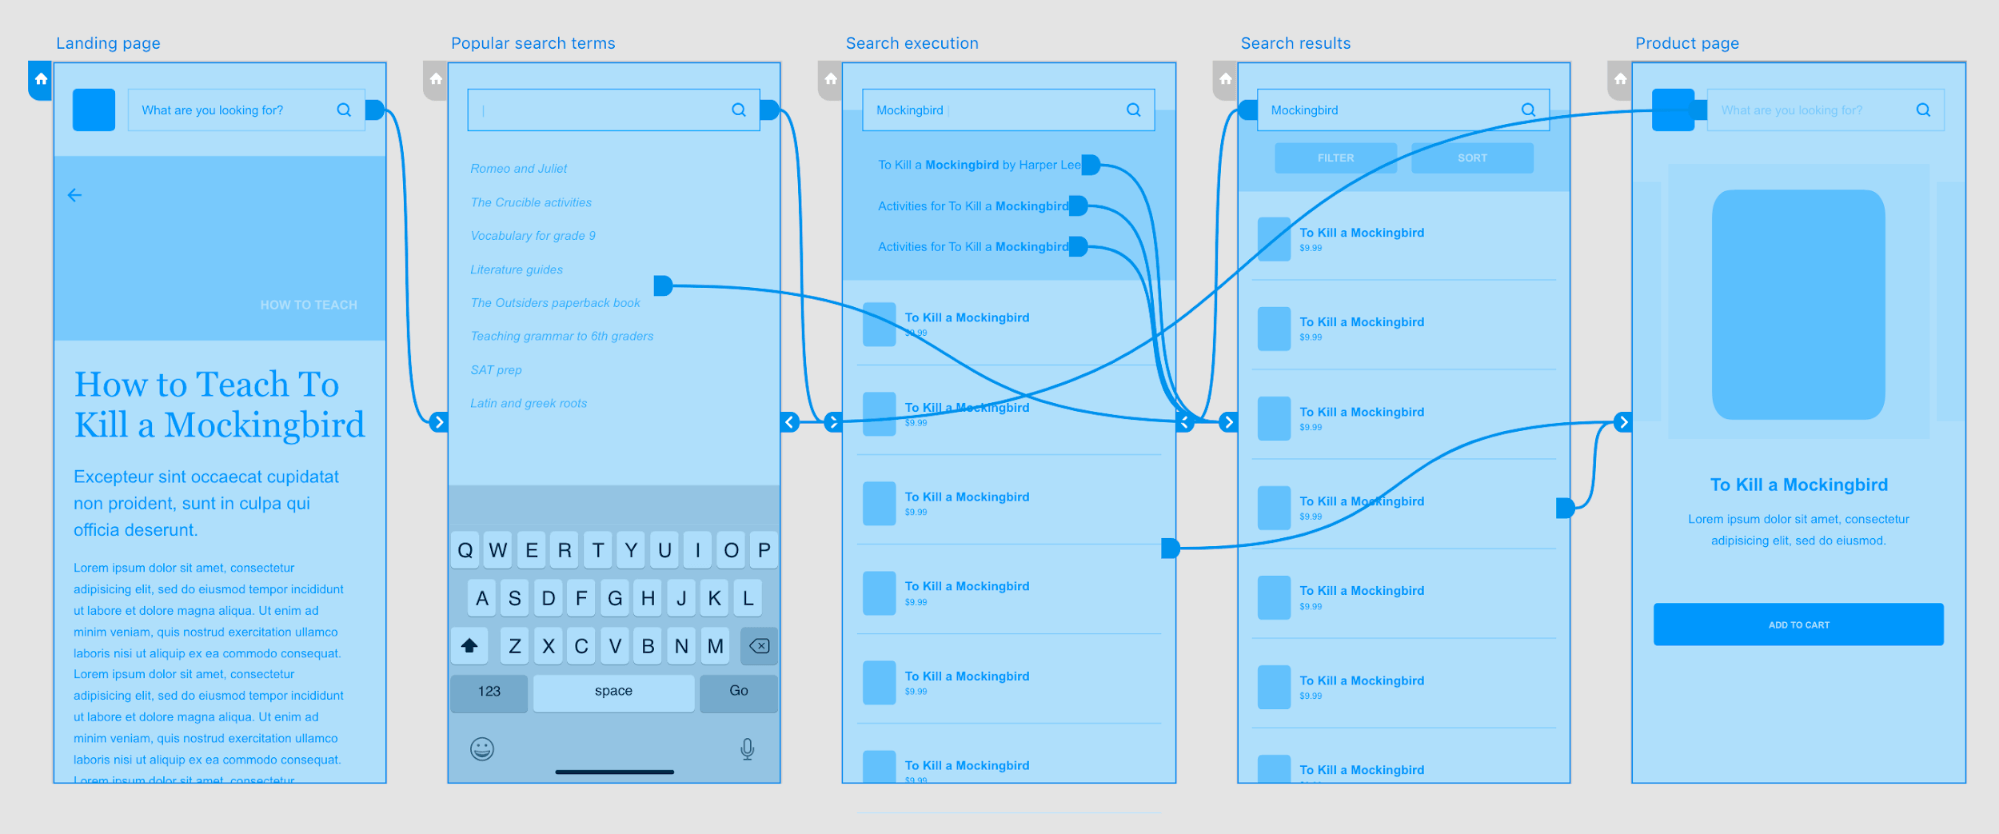 Landing page
What are you looking for?
HOW TO TEACH
How to Teach To
Kill a Mockingbird
Excepteur sint occaecat cupidatat
non proident, sunt in culpa qui
officia deserunt.
Lorem ipsum dolor sit amet, consectetur
adipisicing elit, sed do eiusmod tempor incididunt
ut labore et dolore magna aliqua. Ut enim ad
minim veniam, quis nostrud exercitation ullamco
laboris nisi ut aliquip ex ea commodo consequat.
Lorem ipsum dolor sit amet, consectetur
adipisicing elit, sed do eiusmod tempor incididunt
ut labore et dolore magna aliqua. Ut enim ad
minim veniam, quis nostrud exercitation ullamco
laboris nisi ut aliquip ex ea commodo consequat.
Lorem ipsum dolor sit amet, consectetur
Popular search terms
Romeo and Juliet
The Crucible activities
Vocabulary for grade 9
Literature guides
The Outsiders paperback book
Teaching grammar to 6th graders
SAT prep
Latin and greek roots
Q W E R T Y U I O P
A S D F G H J K L
Z X C V B N M
123 space Go
Search execution
Mockingbird
To Kill a Mockingbird by Harper Lee
Activities for To Kill a Mockingbird
Activities for To Kill a Mockingbird
To Kill a Mockingbird
$9.99
To Kill a Mockingbird
$9.99
To Kill a Mockingbird
$9.99
To Kill a Mockingbird
$9.99
To Kill a Mockingbird
$9.99
To Kill a Mockingbird
$9.99
Search results
Mockingbird
FILTER SORT
To Kill a Mockingbird
$9.99
To Kill a Mockingbird
$9.99
To Kill a Mockingbird
$9.99
To Kill a Mockingbird
$9.99
To Kill a Mockingbird
$9.99
To Kill a Mockingbird
$9.99
To Kill a Mockingbird
Product page
What are you looking for?
To Kill a Mockingbird
Lorem ipsum dolor sit amet, consectetur
adipisicing elit, sed do eiusmod.
ADD TO CART